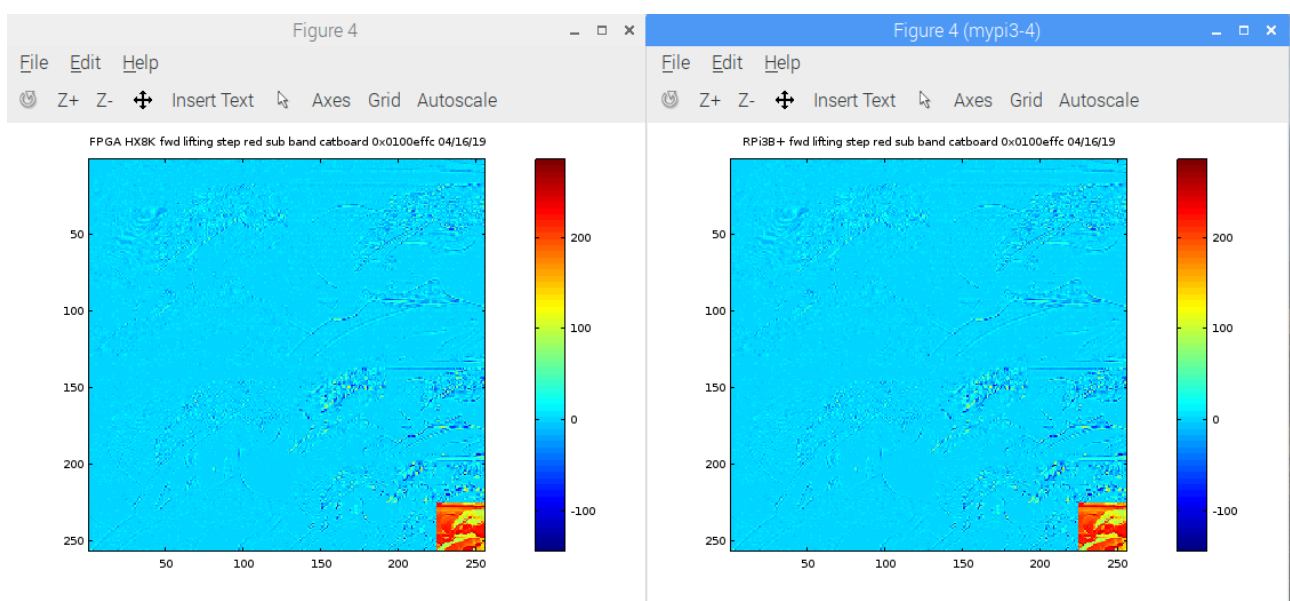 Figure 4
File Edit Help
Z+ Z- Insert Text Axes Grid Autoscale
FPGA HX8K fwd lifting step red sub band catboard 0x0100effc 04/16/19
50
100
150
200
250
50 100 150 200 250
200
100
0
-100
Figure 4 (mypi3-4)
File Edit Help
Z+ Z- Insert Text Axes Grid Autoscale
RPi3B+ fwd lifting step red sub band catboard 0x0100effc 04/16/19
50
100
150
200
250
50 100 150 200 250
200
100
0
-100